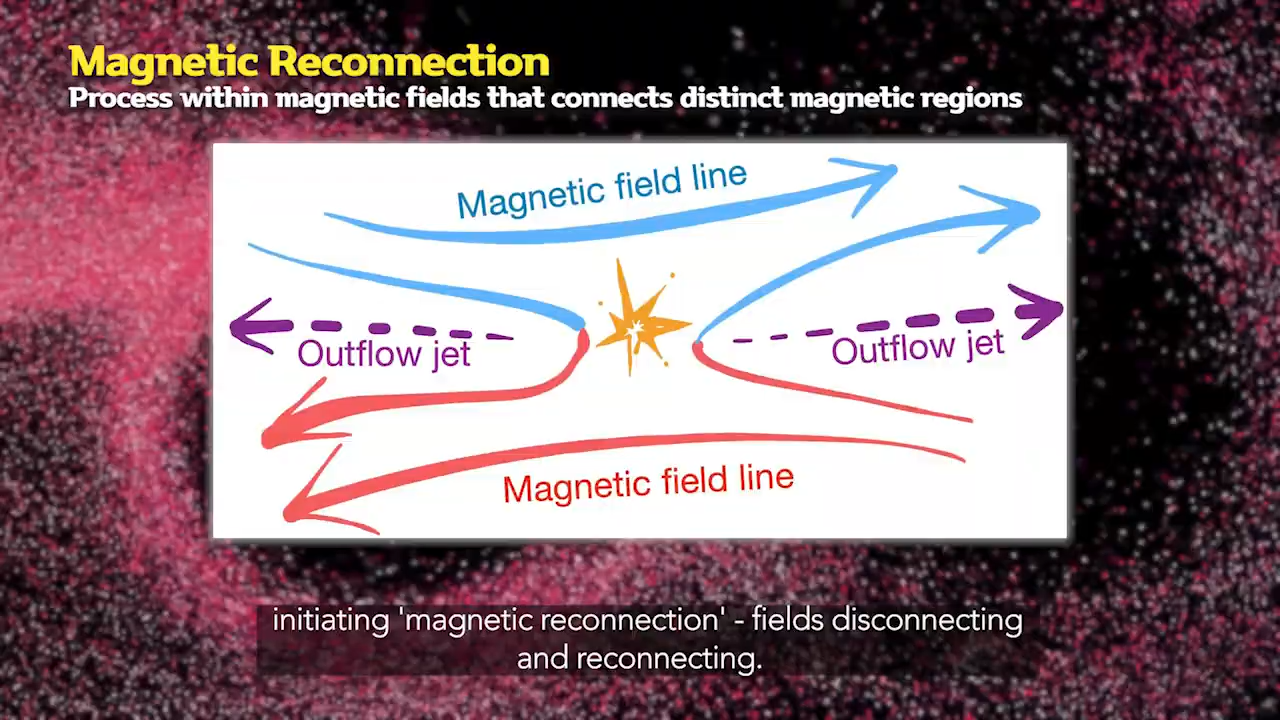 Magnetic Reconnection
Process within magnetic fields that connects distinct magnetic regions
Magnetic field line
Outflow jet
Outflow jet
Magnetic field line
initiating 'magnetic reconnection' - fields disconnecting
and reconnecting.